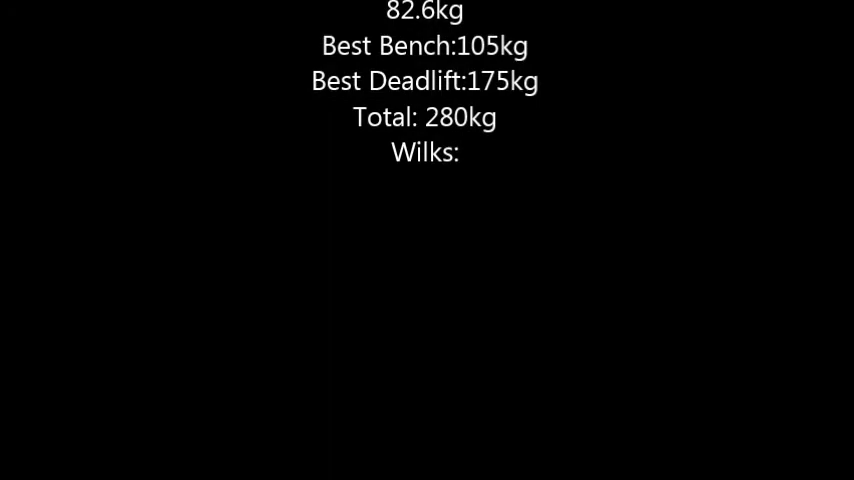 82.6kg
Best Bench:105kg
Best Deadlift:175kg
Total: 280kg
Wilks: